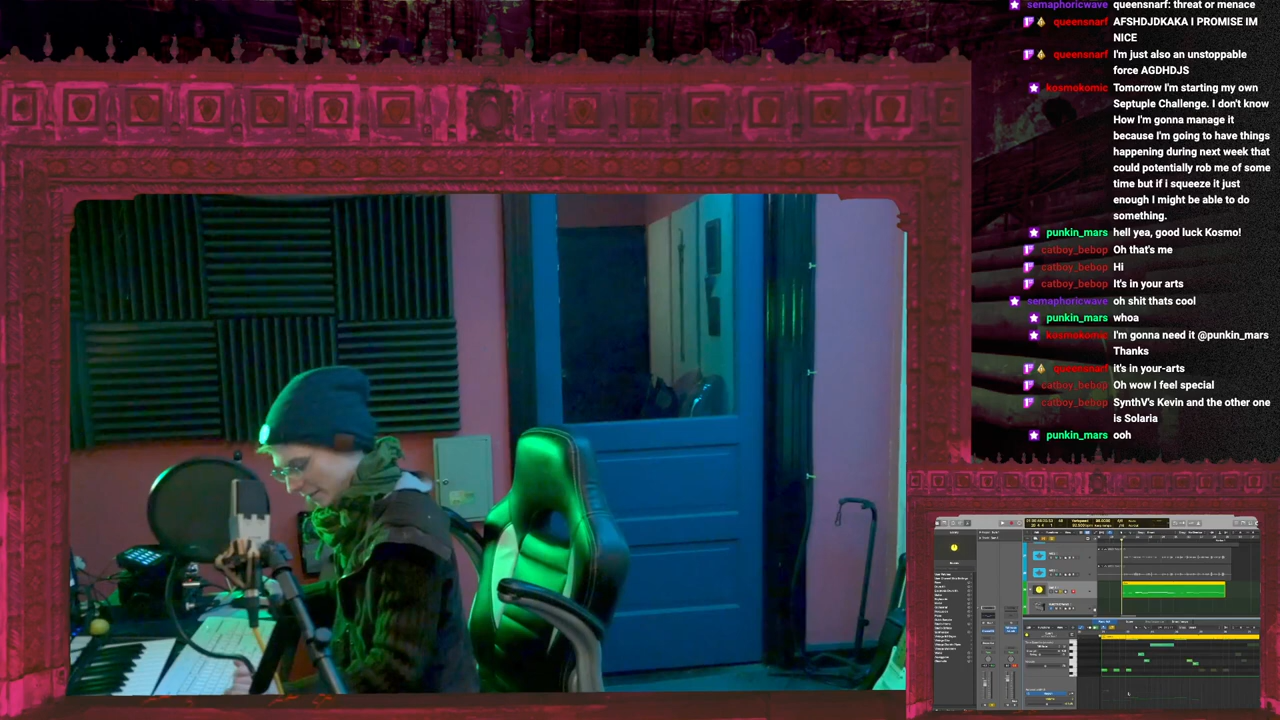 semaphoricwave queensnarf: threat or menace
queensnarf AFSHDJDKAKA I PROMISE IM
NICE
queensnarf I'm just also an unstoppable
force AGDHDJS
kosmokomic Tomorrow I'm starting my own
Septuple Challenge. I don't know
How I'm gonna manage it
because I'm going to have things
happening during next week that
could potentially rob me of some
time but if i squeeze it just
enough I might be able to do
something.
punkin_mars hell yea, good luck Kosmo!
catboy_bebop Oh that's me
catboy_bebop Hi
catboy_bebop It's in your arts
semaphoricwave oh shit thats cool
punkin_mars whoa
kosmokomic I'm gonna need it @punkin_mars
Thanks
queensnarf it's in your-arts
catboy_bebop Oh wow I feel special
catboy_bebop SynthV's Kevin and the other one
is Solaria
punkin_mars ooh